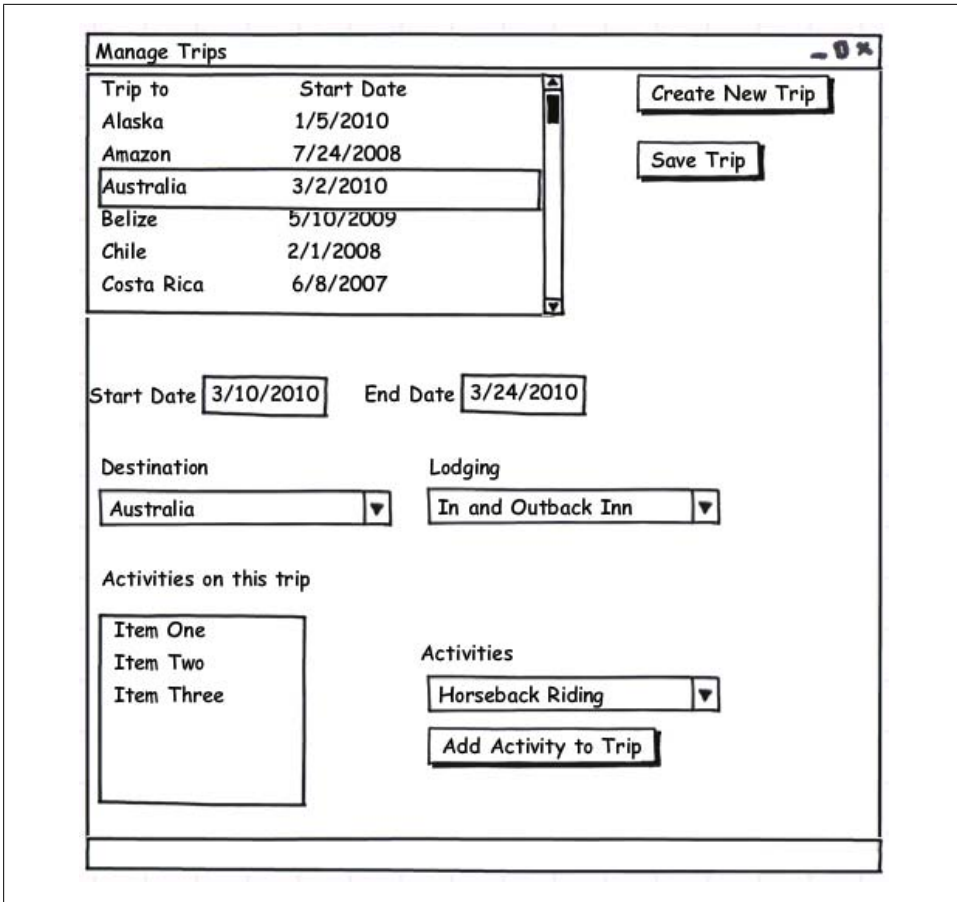 Manage Trips
Trip to Start Date
Alaska 1/5/2010
Amazon 7/24/2008
Australia 3/2/2010
Belize 5/10/2009
Chile 2/1/2008
Costa Rica 6/8/2007
Create New Trip
Save Trip
Start Date 3/10/2010 End Date 3/24/2010
Destination
Australia
Lodging
In and Outback Inn
Activities on this trip
Item One
Item Two
Item Three
Activities
Horseback Riding
Add Activity to Trip